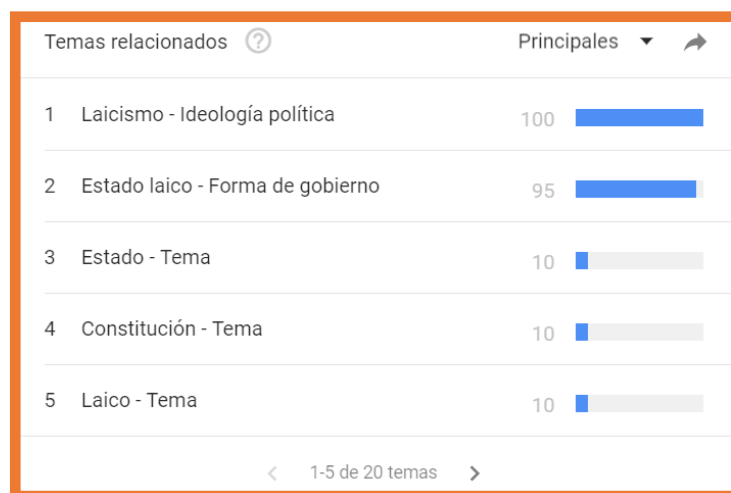 Temas relacionados ? Principales
1 Laicismo - Ideología política 100
2 Estado laico - Forma de gobierno 95
3 Estado - Tema 10
4 Constitución - Tema 10
5 Laico - Tema 10
1-5 de 20 temas